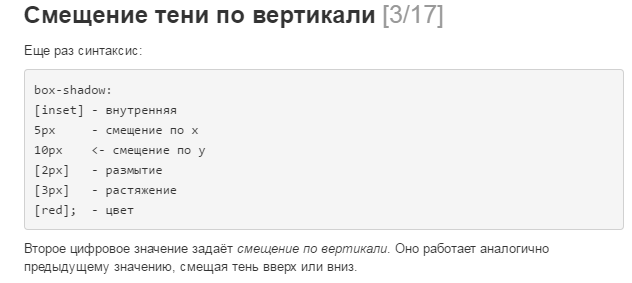 Смещение тени по вертикали [3/17]
Еще раз синтаксис:
box-shadow:
[inset] - внутренняя
5px     - смещение по x
10px    <- смещение по y
[2px]   - размытие
[3px]   - растяжение
[red];  - цвет
Второе цифровое значение задаёт смещение по вертикали. Оно работает аналогично
предыдущему значению, смещая тень вверх или вниз.